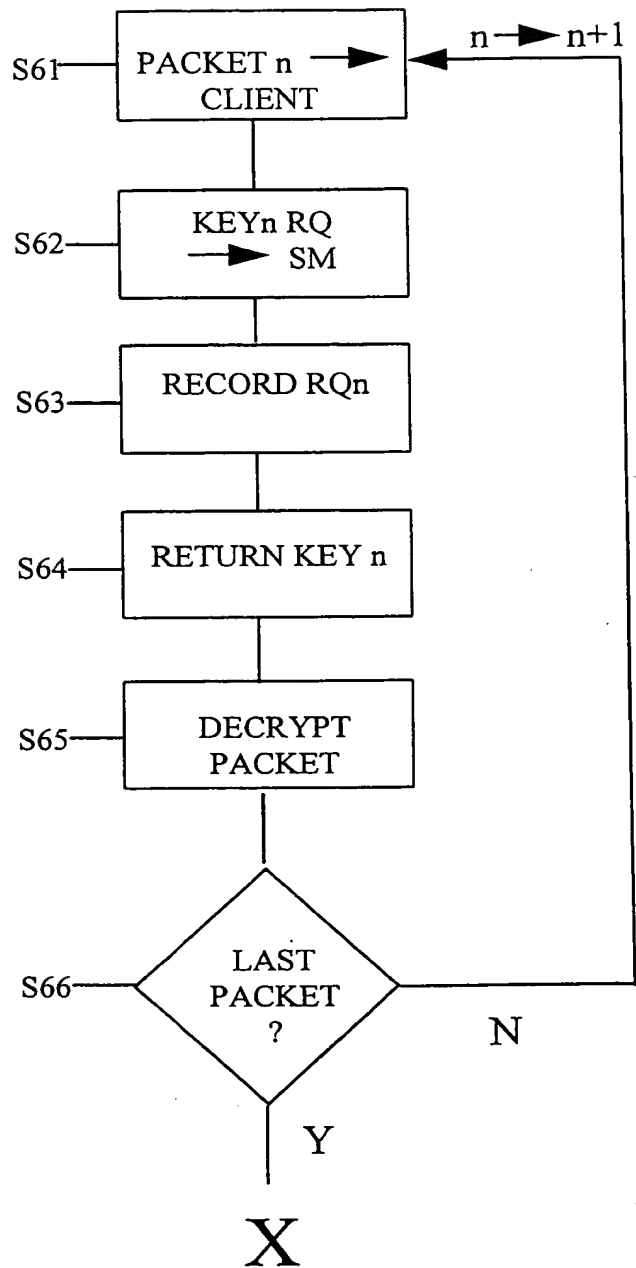 n → n+1
S61
PACKET n →
CLIENT
S62
KEYn RQ
→ SM
S63
RECORD RQn
S64
RETURN KEY n
S65
DECRYPT
PACKET
S66
LAST
PACKET
?
N
Y
X